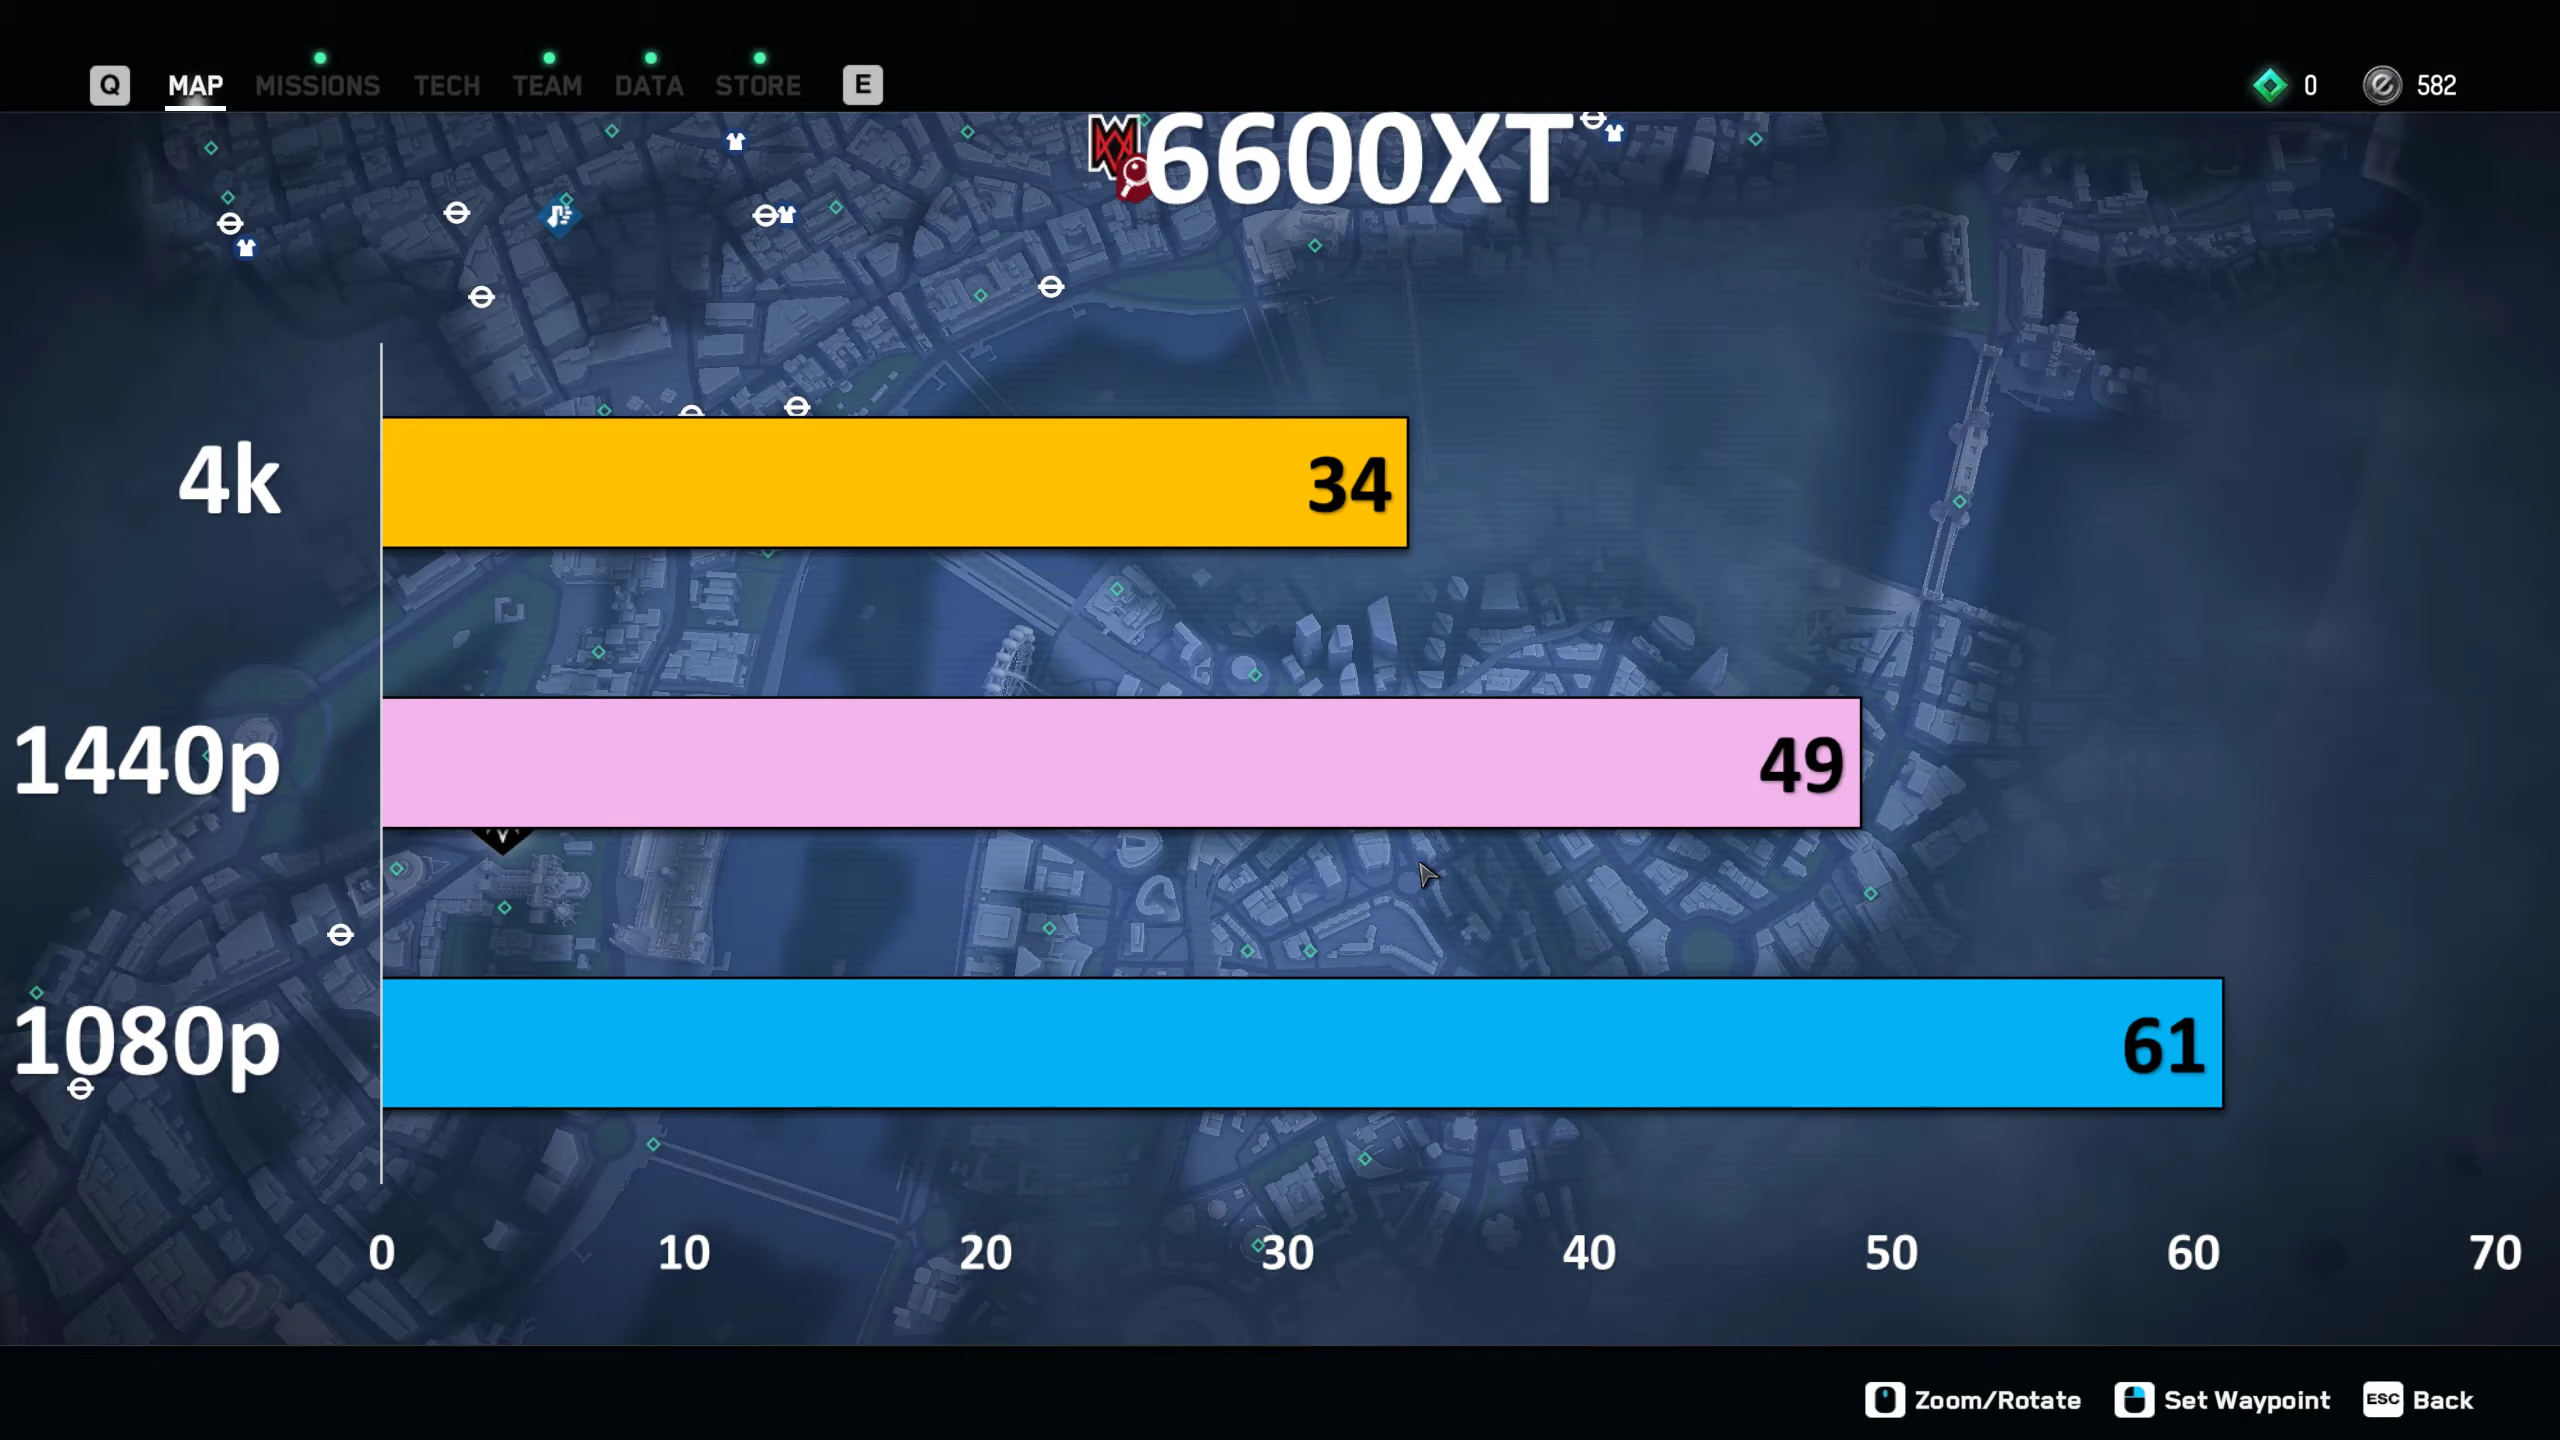 Q MAP MISSIONS TECH TEAM DATA STORE E 0 582
6600XT
4k 34
1440p 49
1080p 61
0 10 20 30 40 50 60 70
Zoom/Rotate Set Waypoint ESC Back